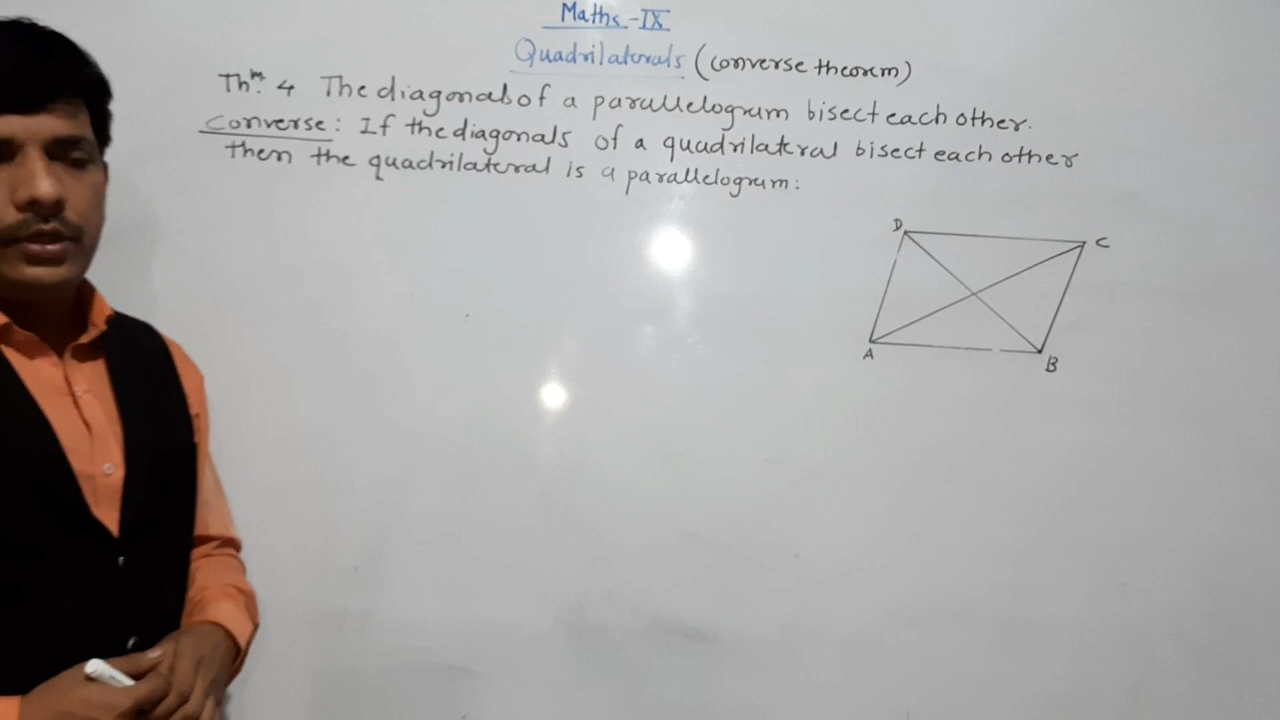 Maths-IX
Quadrilaterals (converse theorem)
Thm. 4 The diagonals of a parallelogram bisect each other.
Converse: If the diagonals of a quadrilateral bisect each other
then the quadrilateral is a parallelogram:
D
C
A
B